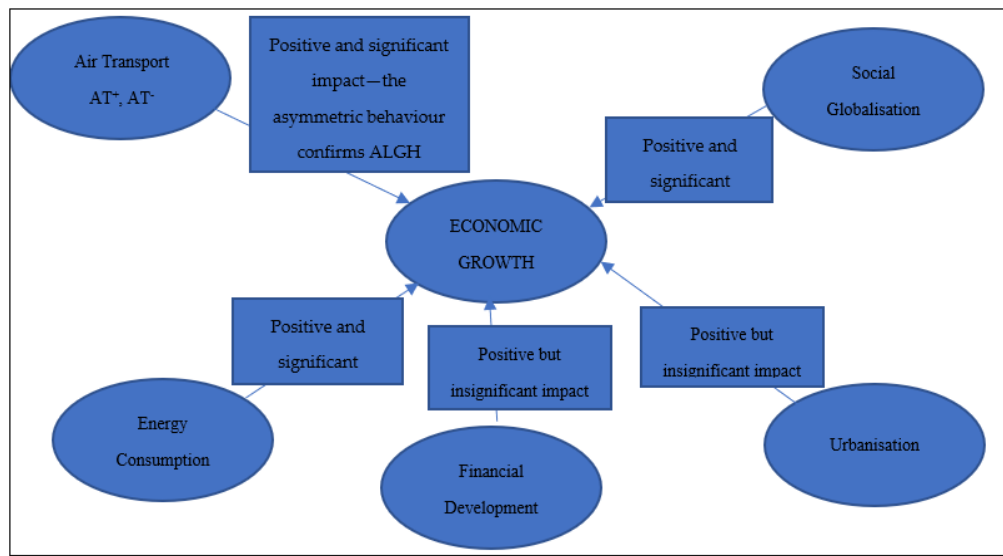 Air Transport
AT⁺, AT⁻
Positive and significant
impact—the
asymmetric behaviour
confirms ALGH
Social
Globalisation
Positive and
significant
ECONOMIC
GROWTH
Positive and
significant
Positive but
insignificant impact
Positive but
insignificant impact
Energy
Consumption
Financial
Development
Urbanisation